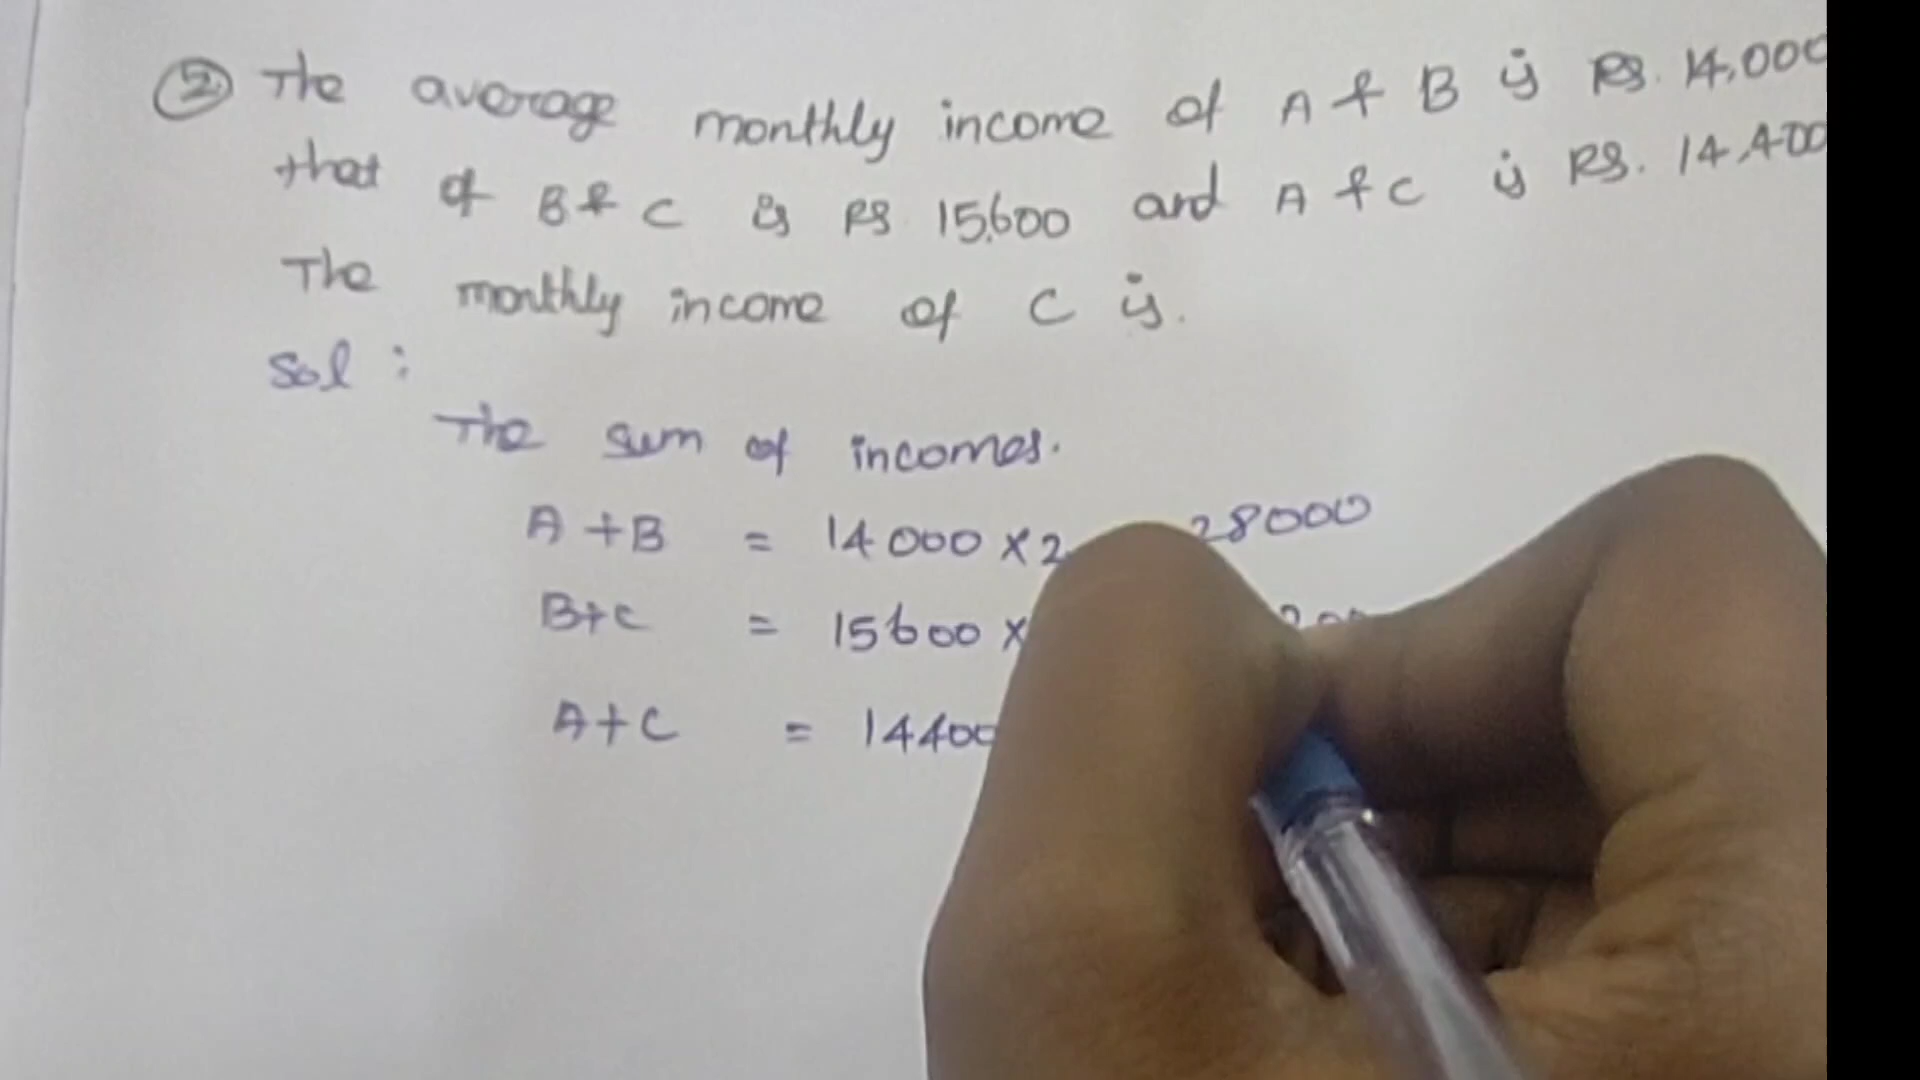 ② The average monthly income of A & B is Rs. 14,000
that of B & C is Rs 15,600 and A & C is Rs. 14,400
The monthly income of C is.
Sol :
The sum of incomes.
A + B = 14000 × 2 28000
B+C = 15600 ×
A+C = 14400